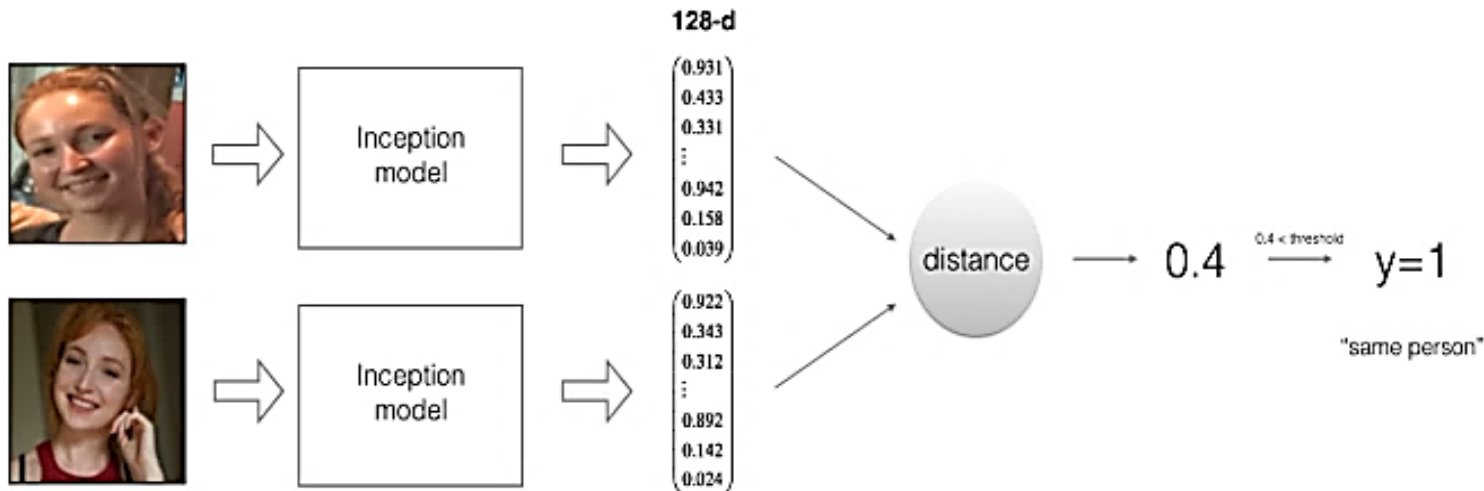 128-d
0.931
0.433
0.331
⋮
0.942
0.158
0.039
Inception
model
distance
0.4
0.4 < threshold
y=1
"same person"
Inception
model
0.922
0.343
0.312
⋮
0.892
0.142
0.024